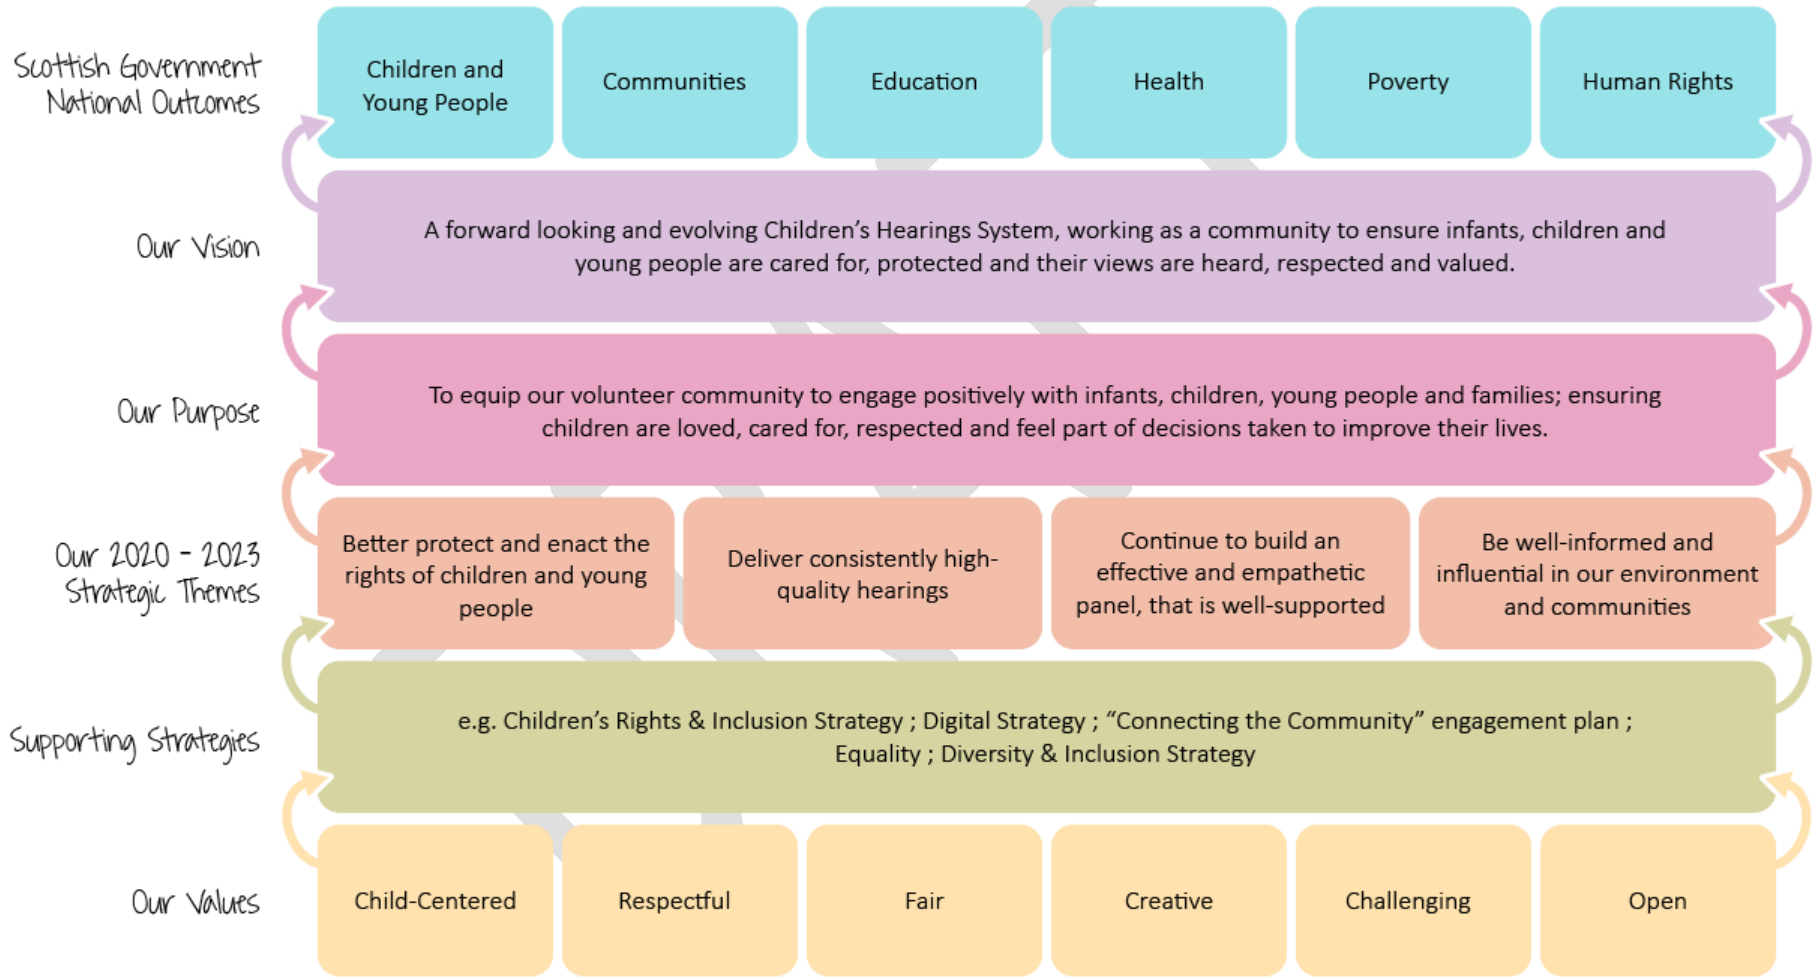 Scottish Government
National Outcomes
Children and
Young People
Communities
Education
Health
Poverty
Human Rights
Our Vision
A forward looking and evolving Children’s Hearings System, working as a community to ensure infants, children and
young people are cared for, protected and their views are heard, respected and valued.
Our Purpose
To equip our volunteer community to engage positively with infants, children, young people and families; ensuring
children are loved, cared for, respected and feel part of decisions taken to improve their lives.
Our 2020 - 2023
Strategic Themes
Better protect and enact the
rights of children and young
people
Deliver consistently high-
quality hearings
Continue to build an
effective and empathetic
panel, that is well-supported
Be well-informed and
influential in our environment
and communities
Supporting Strategies
e.g. Children’s Rights & Inclusion Strategy ; Digital Strategy ; “Connecting the Community” engagement plan ;
Equality ; Diversity & Inclusion Strategy
Our Values
Child-Centered
Respectful
Fair
Creative
Challenging
Open